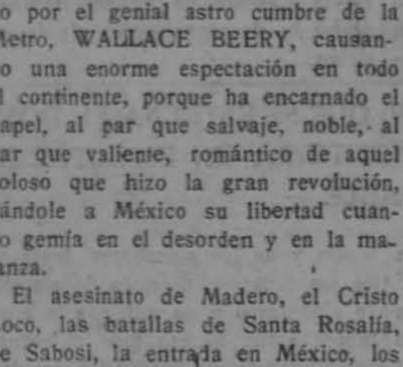 o por el genial astro cumbre de la
Metro, WALLACE BEERY, causan-
o una enorme espectación en todo
l continente, porque ha encarnado el
apel, al par que salvaje, noble, al
ar que valiente, romántico de aquel
oloso que hizo la gran revolución,
ándole a México su libertad cuan-
o gemía en el desorden y en la ma-
anza.
El asesinato de Madero, el Cristo
oco, las batallas de Santa Rosalía,
e Sabosi, la entrada en México, los